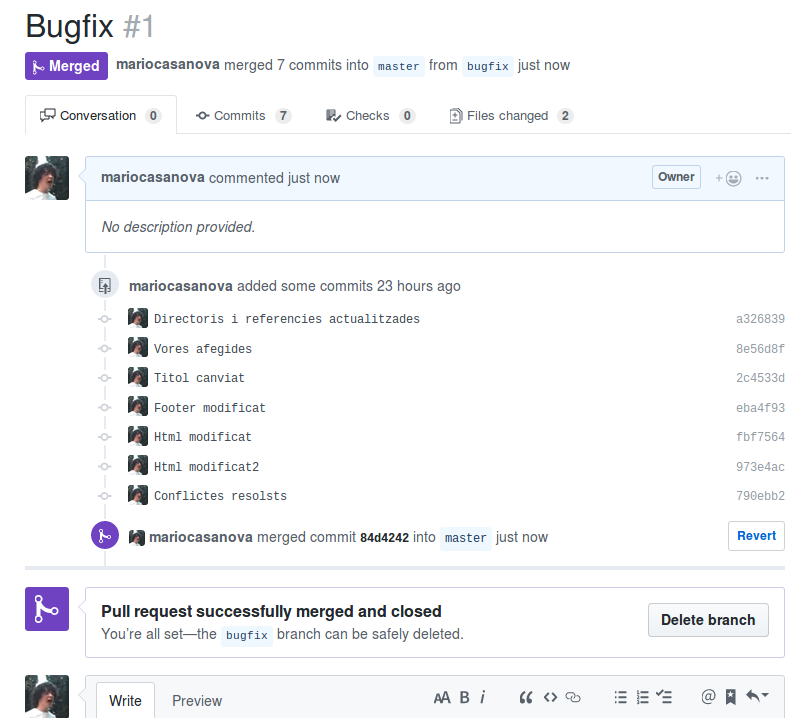 Bugfix #1
Merged mariocasanova merged 7 commits into master from bugfix just now
Conversation 0 Commits 7 Checks 0 Files changed 2
mariocasanova commented just now Owner
No description provided.
mariocasanova added some commits 23 hours ago
Directoris i referencies actualitzades a326839
Vores afegides 8e56d8f
Titol canviat 2c4533d
Footer modificat eba4f93
Html modificat fbf7564
Html modificat2 973e4ac
Conflictes resolsts 790ebb2
mariocasanova merged commit 84d4242 into master just now Revert
Pull request successfully merged and closed
You’re all set—the bugfix branch can be safely deleted.
Delete branch
Write Preview AA B i “ <> @